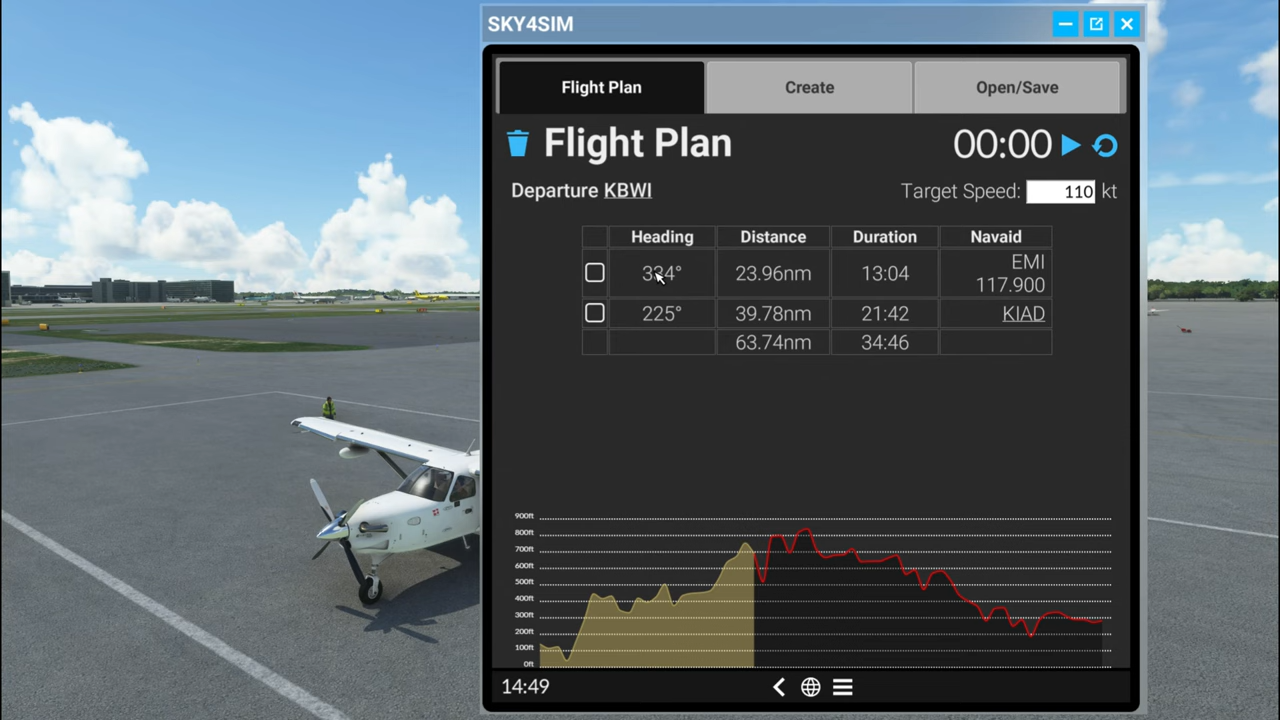 SKY4SIM
Flight Plan Create Open/Save
Flight Plan 00:00
Departure KBWI Target Speed: 110 kt
Heading Distance Duration Navaid
334° 23.96nm 13:04 EMI
117.900
225° 39.78nm 21:42 KIAD
63.74nm 34:46
900ft
800ft
700ft
600ft
500ft
400ft
300ft
200ft
100ft
0ft
14:49